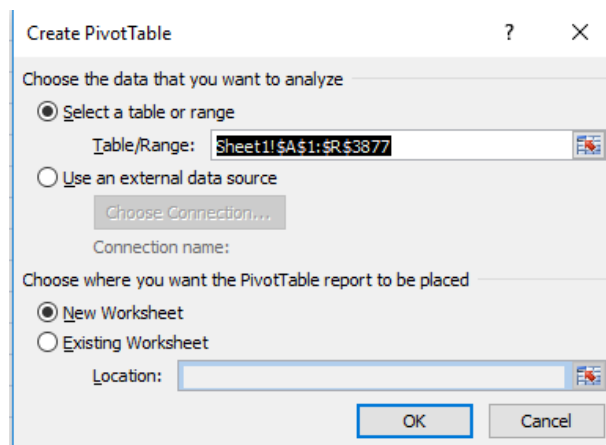 Create PivotTable ?
Choose the data that you want to analyze
Select a table or range
Table/Range: Sheet1!$A$1:$R$3877
Use an external data source
Choose Connection...
Connection name:
Choose where you want the PivotTable report to be placed
New Worksheet
Existing Worksheet
Location:
OK Cancel